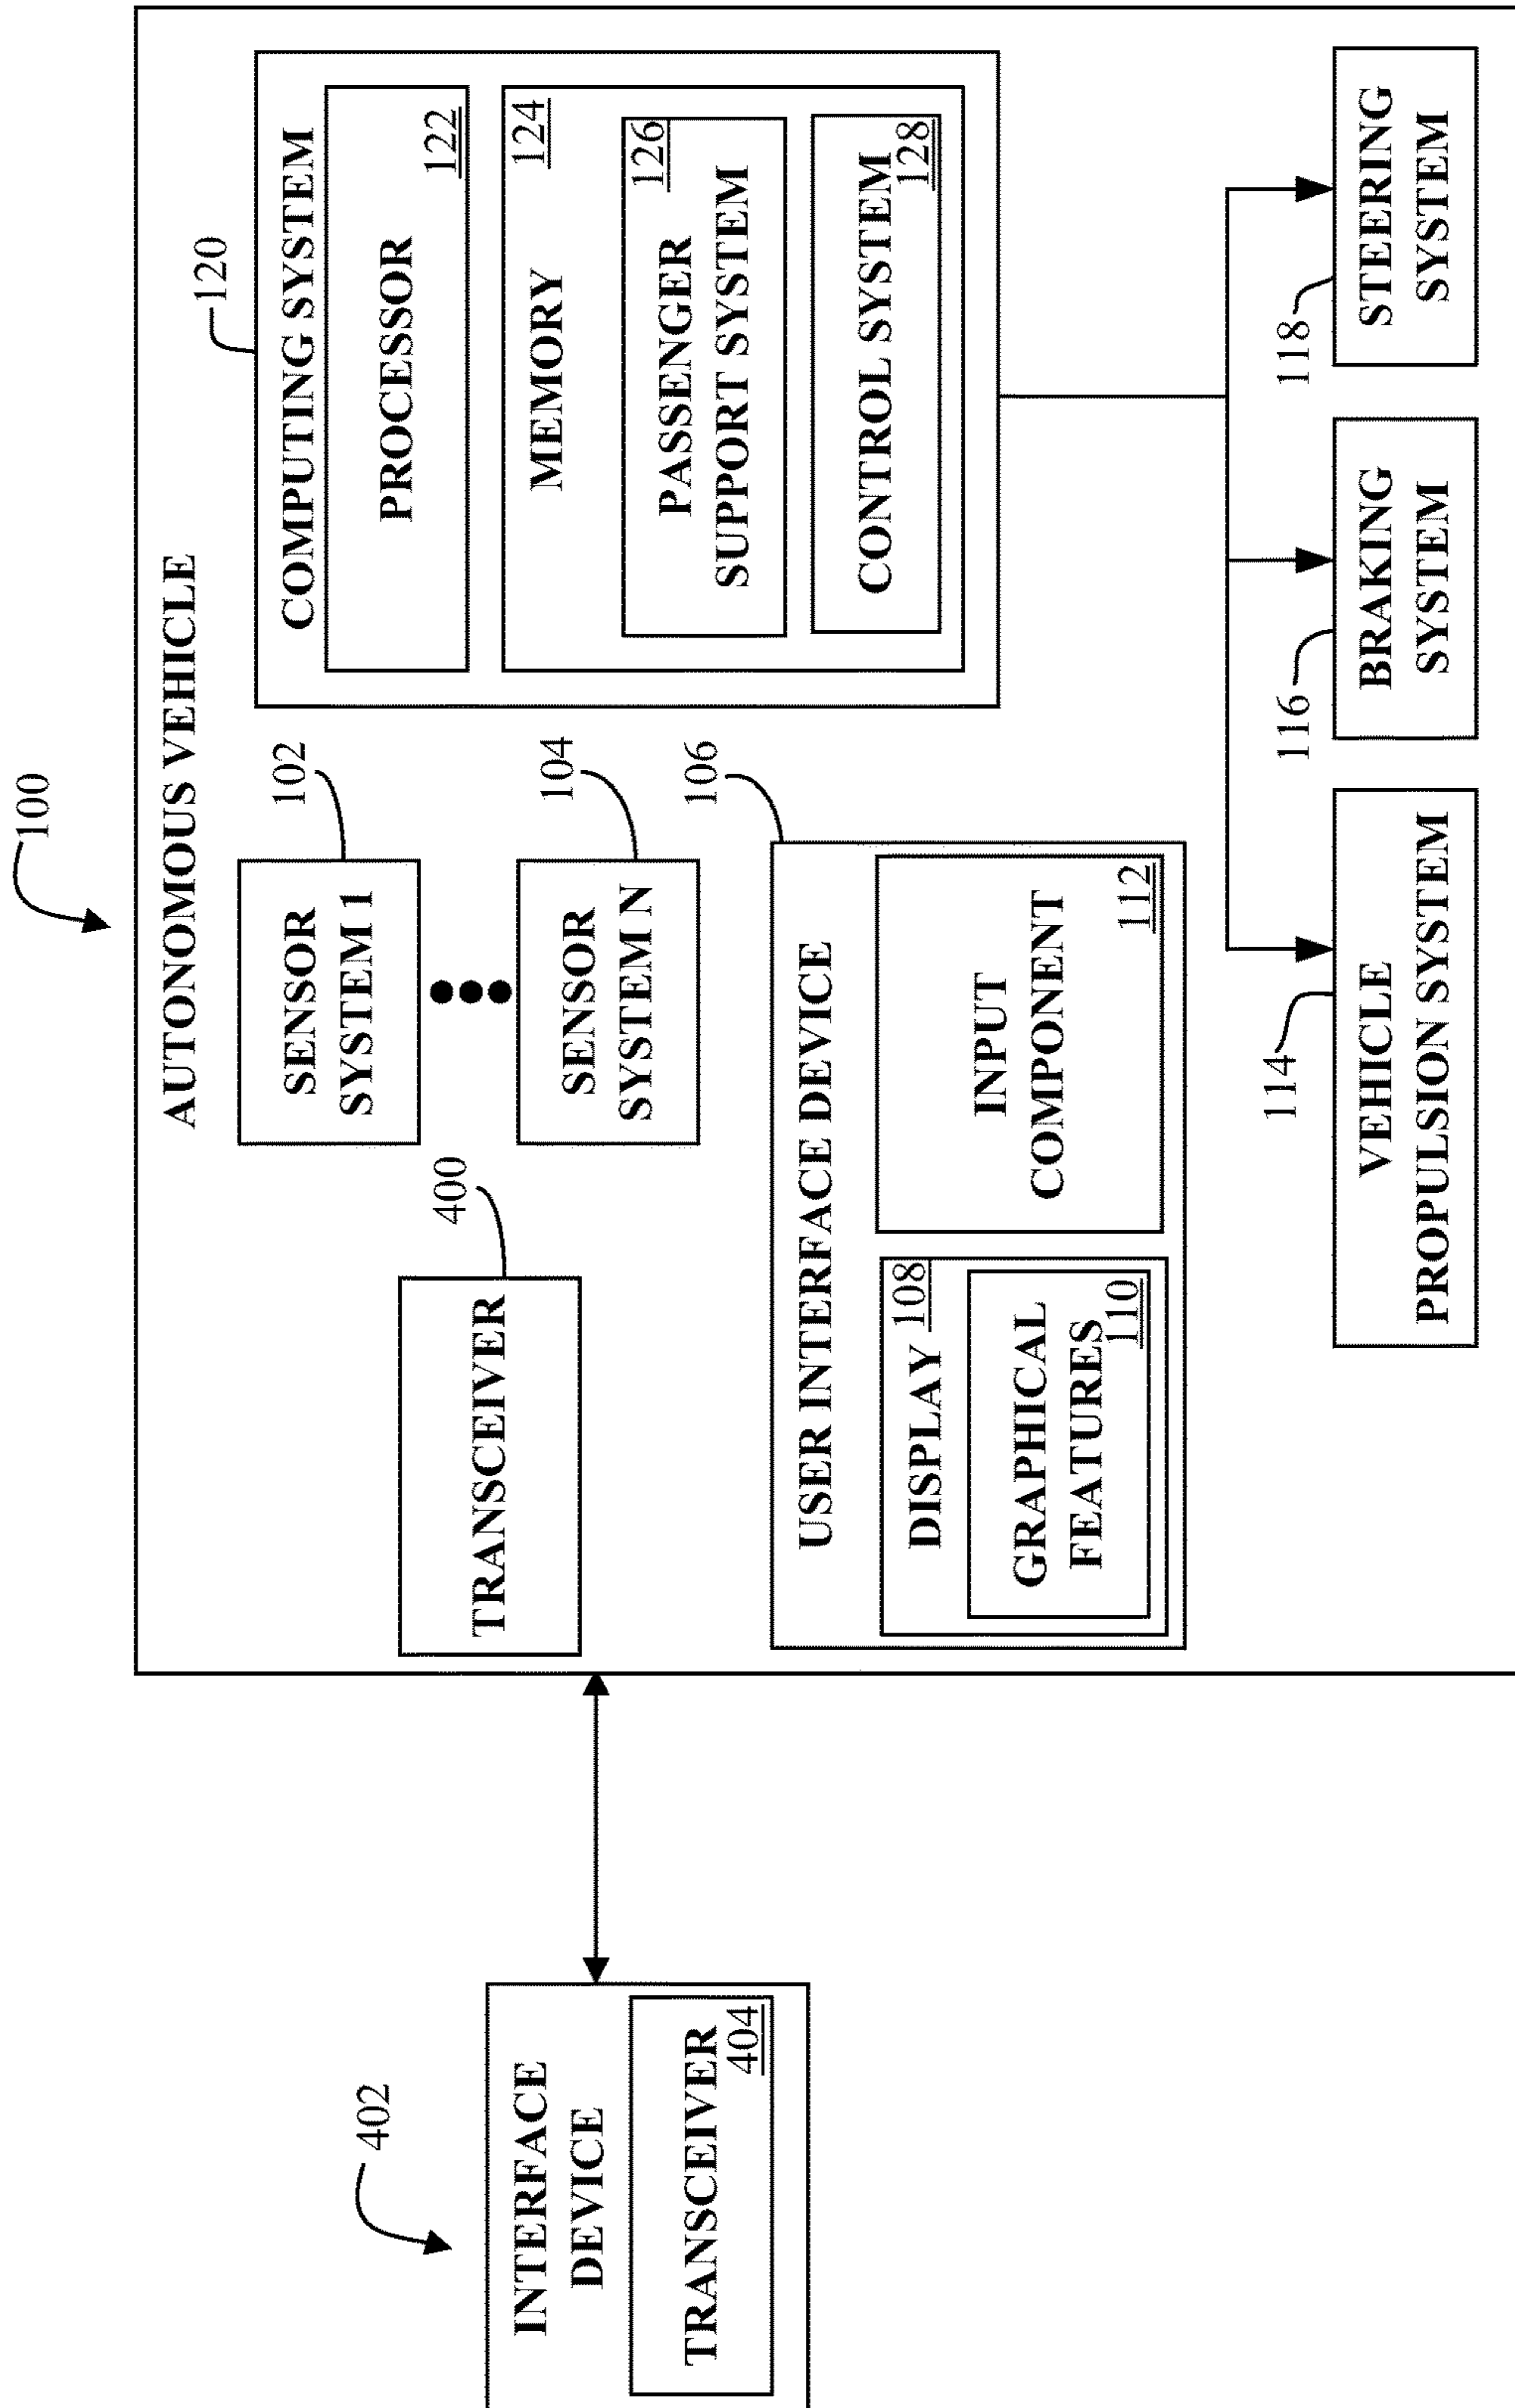 100
AUTONOMOUS VEHICLE
120
COMPUTING SYSTEM
PROCESSOR
122
MEMORY
124
PASSENGER
126
SUPPORT SYSTEM
CONTROL SYSTEM
128
102
SENSOR
SYSTEM 1
104
SENSOR
SYSTEM N
400
TRANSCEIVER
106
USER INTERFACE DEVICE
DISPLAY
108
GRAPHICAL
FEATURES
110
INPUT
COMPONENT
112
402
INTERFACE
DEVICE
TRANSCEIVER
404
114
VEHICLE
PROPULSION SYSTEM
116
BRAKING
SYSTEM
118
STEERING
SYSTEM